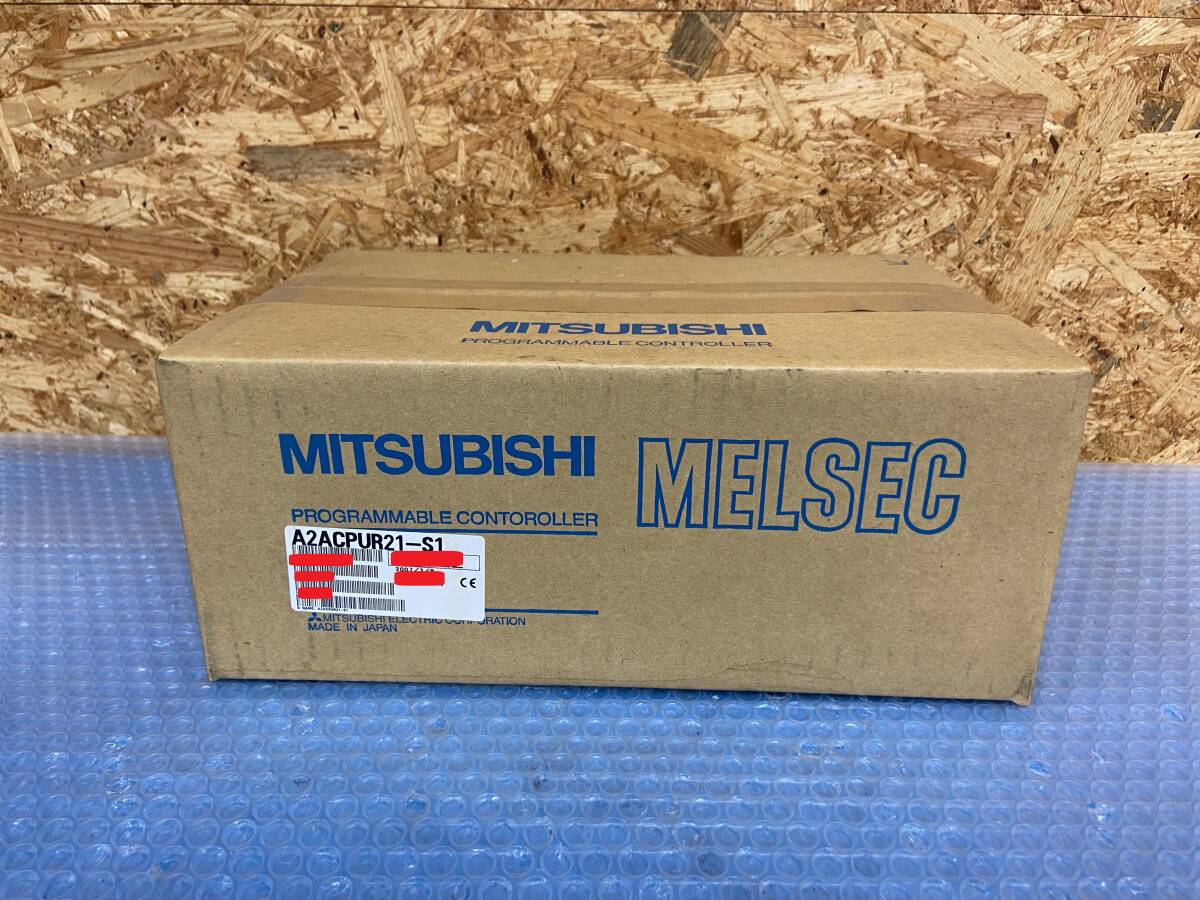 MITSUBISHI
PROGRAMMABLE CONTROLLER
MITSUBISHI
MELSEC
PROGRAMMABLE CONTOROLLER
A2ACPUR21-S1
CE
MITSUBISHI ELECTRIC CORPORATION
MADE IN JAPAN